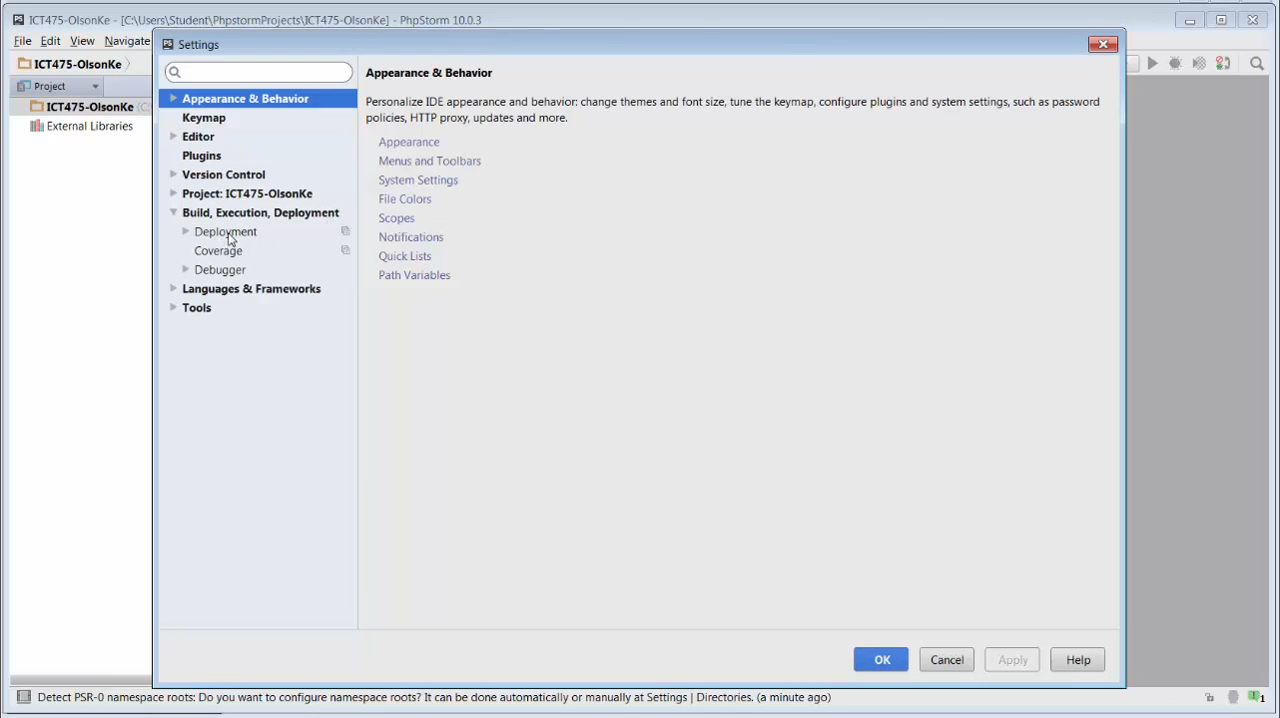 ICT475-OlsonKe - [C:\Users\Student\PhpstormProjects\ICT475-OlsonKe] - PhpStorm 10.0.3
File Edit View Navigate
Settings
ICT475-OlsonKe
Project
ICT475-OlsonKe
External Libraries
Appearance & Behavior
Keymap
Editor
Plugins
Version Control
Project: ICT475-OlsonKe
Build, Execution, Deployment
Deployment
Coverage
Debugger
Languages & Frameworks
Tools
Appearance & Behavior
Personalize IDE appearance and behavior: change themes and font size, tune the keymap, configure plugins and system settings, such as password
policies, HTTP proxy, updates and more.
Appearance
Menus and Toolbars
System Settings
File Colors
Scopes
Notifications
Quick Lists
Path Variables
OK Cancel Apply Help
Detect PSR-0 namespace roots: Do you want to configure namespace roots? It can be done automatically or manually at Settings | Directories. (a minute ago)
1